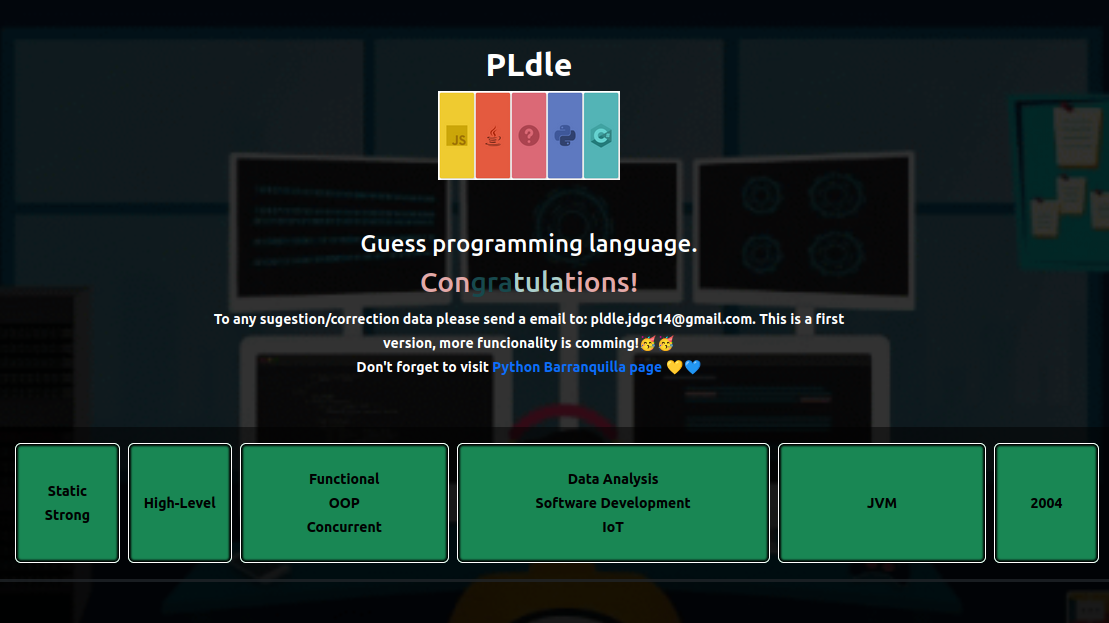 PLdle
JS
Guess programming language.
Congratulations!
To any sugestion/correction data please send a email to: pldle.jdgc14@gmail.com. This is a first
version, more funcionality is comming!🥳🥳
Don't forget to visit Python Barranquilla page 💛💙
Static
Strong
High-Level
Functional
OOP
Concurrent
Data Analysis
Software Development
IoT
JVM
2004